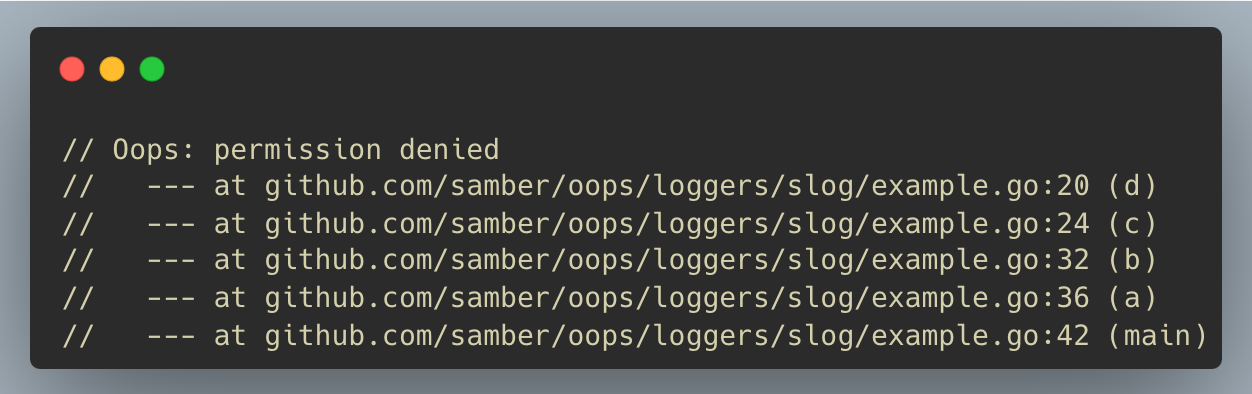 // Oops: permission denied
//   --- at github.com/samber/oops/loggers/slog/example.go:20 (d)
//   --- at github.com/samber/oops/loggers/slog/example.go:24 (c)
//   --- at github.com/samber/oops/loggers/slog/example.go:32 (b)
//   --- at github.com/samber/oops/loggers/slog/example.go:36 (a)
//   --- at github.com/samber/oops/loggers/slog/example.go:42 (main)